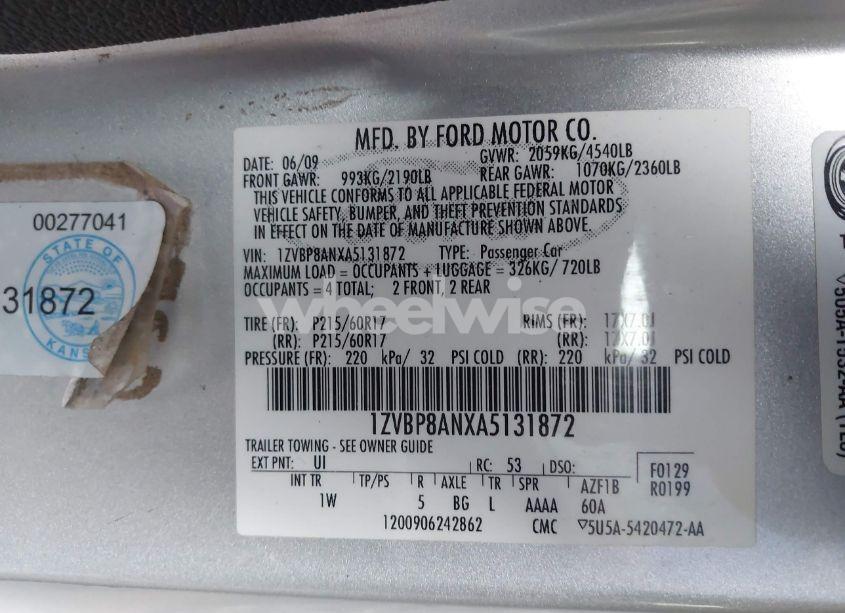 MFD. BY FORD MOTOR CO.
DATE: 06/09 GVWR: 2059KG/4540LB
FRONT GAWR: 993KG/2190LB REAR GAWR: 1070KG/2360LB
THIS VEHICLE CONFORMS TO ALL APPLICABLE FEDERAL MOTOR
VEHICLE SAFETY, BUMPER, AND THEFT PREVENTION STANDARDS
IN EFFECT ON THE DATE OF MANUFACTURE SHOWN ABOVE.
VIN: 1ZVBP8ANXA5131872 TYPE: Passenger Car
MAXIMUM LOAD = OCCUPANTS + LUGGAGE = 326KG/720LB
OCCUPANTS = 4 TOTAL; 2 FRONT, 2 REAR
wheelwise
TIRE (FR): P215/60R17 RIMS (FR): 17X7.0J
(RR): P215/60R17 (RR): 17X7.0J
PRESSURE (FR): 220 kPa/ 32 PSI COLD (RR): 220 kPa/ 32 PSI COLD
1ZVBP8ANXA5131872
TRAILER TOWING - SEE OWNER GUIDE
EXT PNT: UI RC: 53 DSO: F0129
INT TR TP/PS R AXLE TR SPR AZF1B R0199
1W 5 BG L AAAA 60A
1200906242862 CMC ▽5U5A-5420472-AA
00277041
STATE OF
31872
KANS